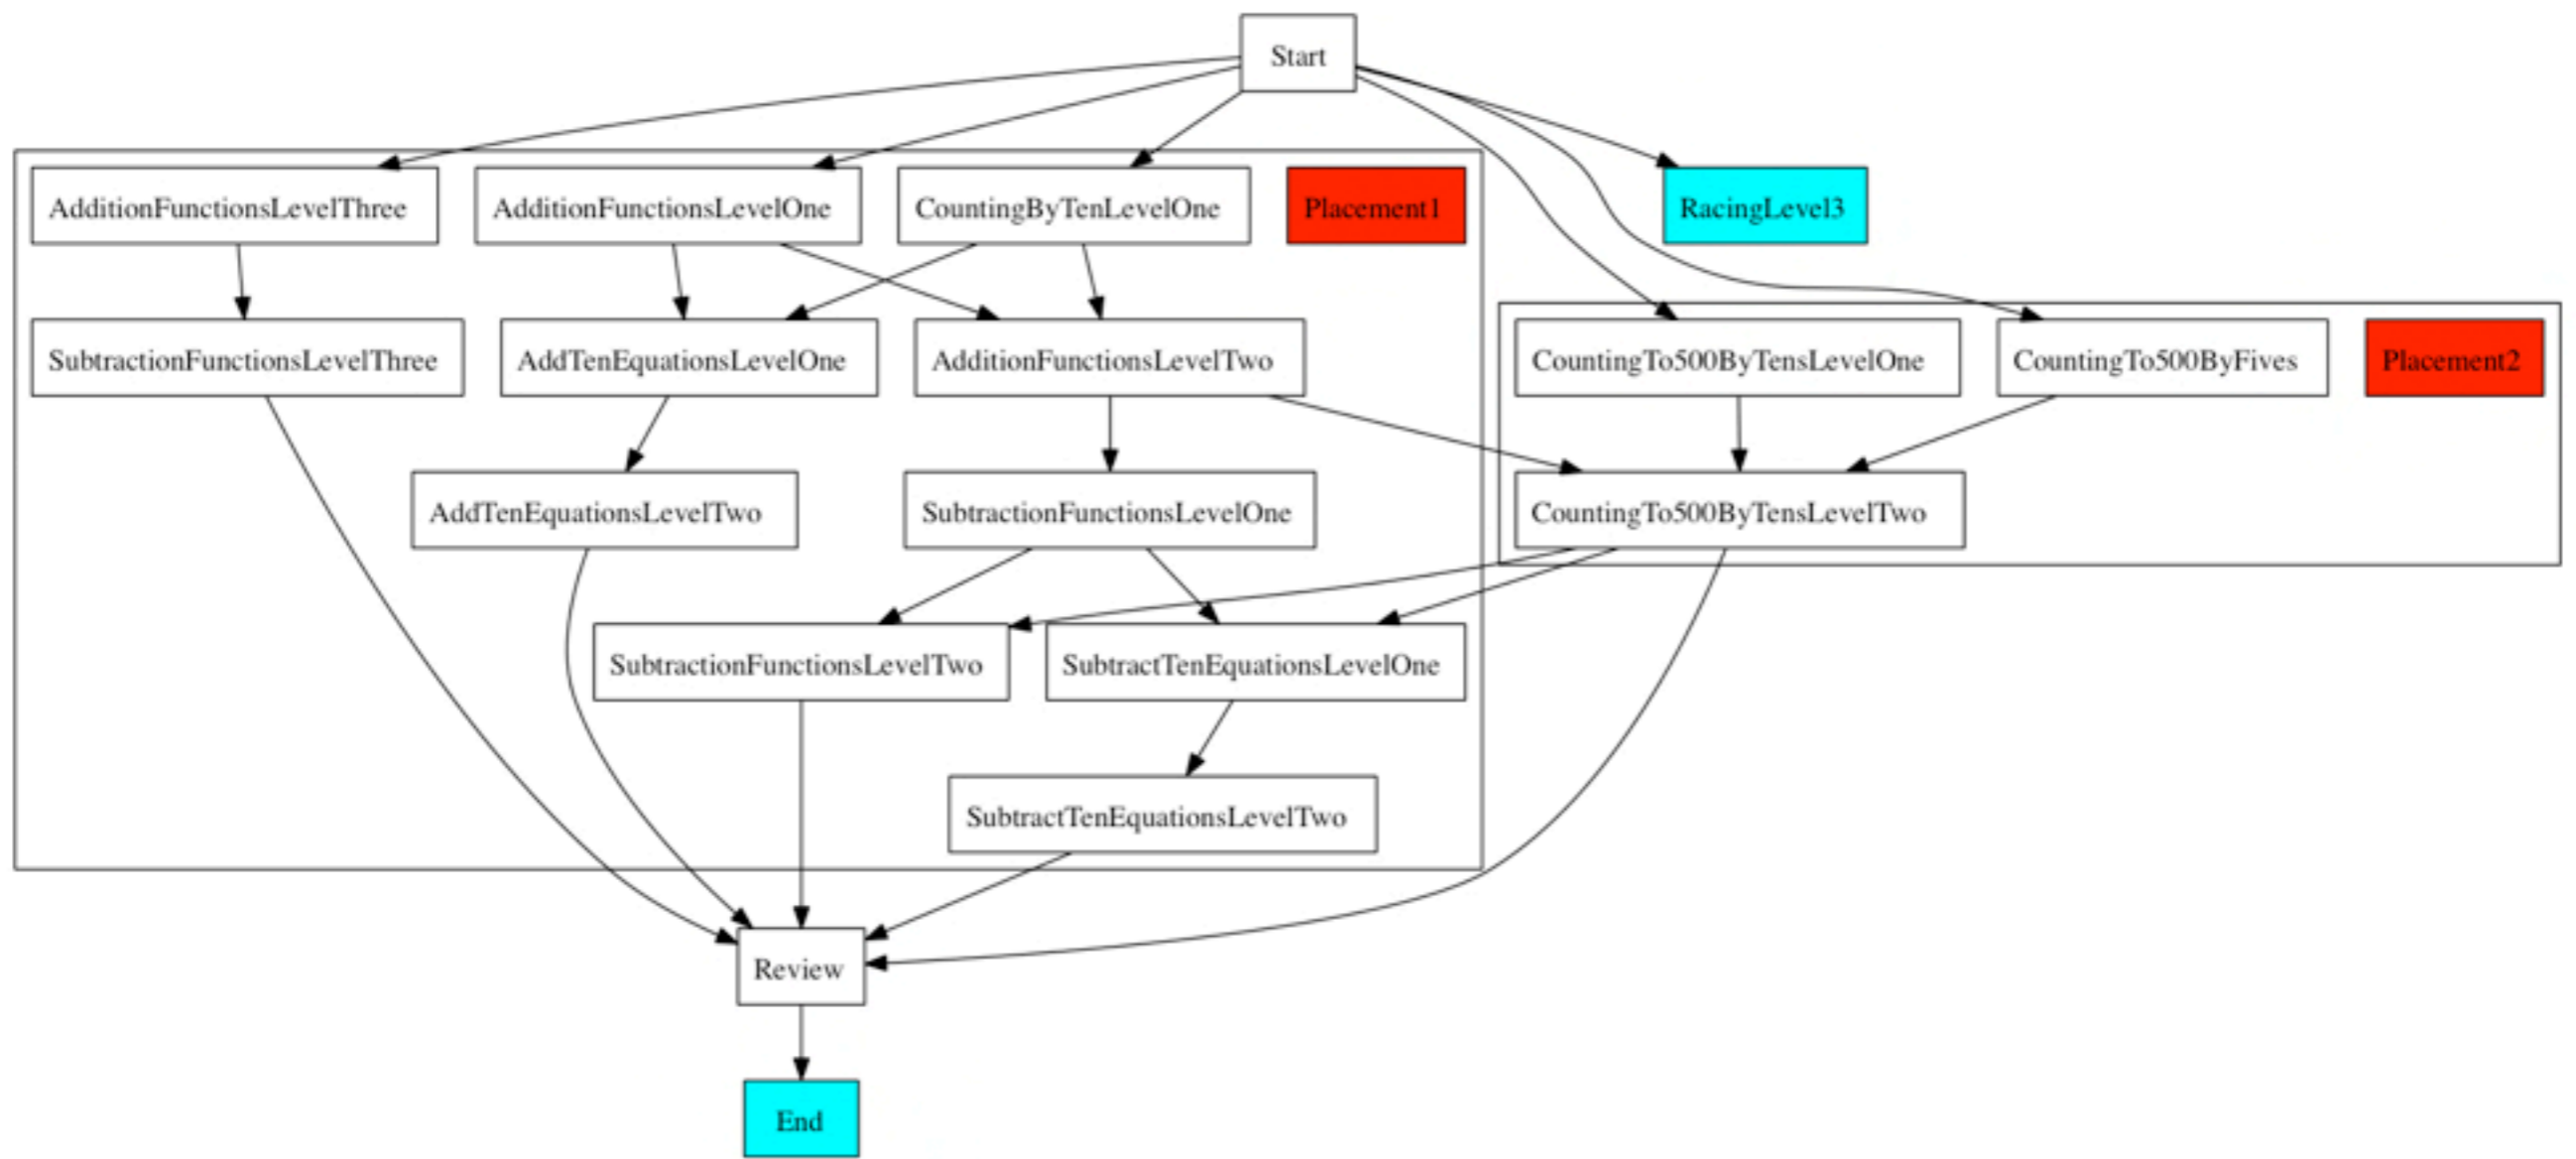 Start
AdditionFunctionsLevelThree
AdditionFunctionsLevelOne
CountingByTenLevelOne
Placement1
RacingLevel3
SubtractionFunctionsLevelThree
AddTenEquationsLevelOne
AdditionFunctionsLevelTwo
CountingTo500ByTensLevelOne
CountingTo500ByFives
Placement2
AddTenEquationsLevelTwo
SubtractionFunctionsLevelOne
CountingTo500ByTensLevelTwo
SubtractionFunctionsLevelTwo
SubtractTenEquationsLevelOne
SubtractTenEquationsLevelTwo
Review
End